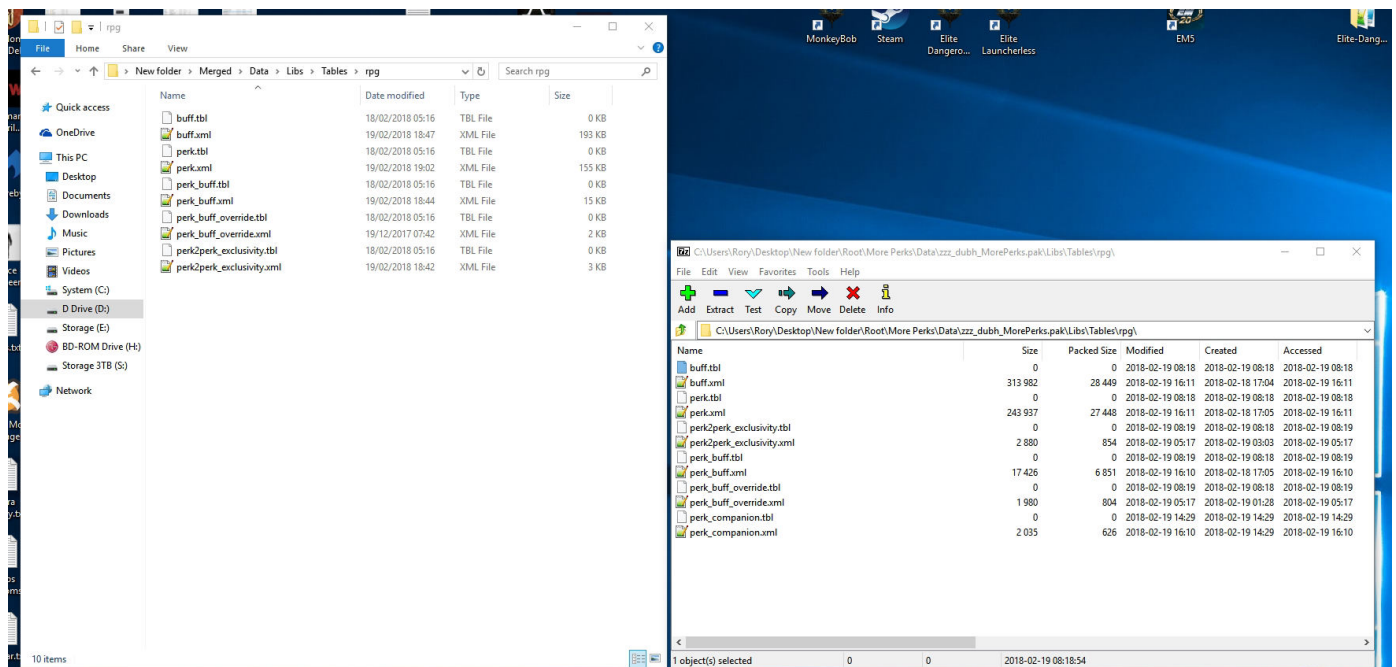 rpg
File Home Share View
New folder > Merged > Data > Libs > Tables > rpg
Search rpg
Name Date modified Type Size
Quick access
OneDrive
This PC
Desktop
Documents
Downloads
Music
Pictures
Videos
System (C:)
D Drive (D:)
Storage (E:)
BD-ROM Drive (H:)
Storage 3TB (S:)
Network
buff.tbl 18/02/2018 05:16 TBL File 0 KB
buff.xml 19/02/2018 18:47 XML File 193 KB
perk.tbl 18/02/2018 05:16 TBL File 0 KB
perk.xml 19/02/2018 19:02 XML File 155 KB
perk_buff.tbl 18/02/2018 05:16 TBL File 0 KB
perk_buff.xml 19/02/2018 18:44 XML File 15 KB
perk_buff_override.tbl 18/02/2018 05:16 TBL File 0 KB
perk_buff_override.xml 19/12/2017 07:42 XML File 2 KB
perk2perk_exclusivity.tbl 18/02/2018 05:16 TBL File 0 KB
perk2perk_exclusivity.xml 19/02/2018 18:42 XML File 3 KB
10 items
MonkeyBob
Steam
Elite
Dangero...
Elite
Launcherless
EM5
Elite-Dang...
C:\Users\Rory\Desktop\New folder\Root\More Perks\Data\zzz_dubh_MorePerks.pak\Libs\Tables\rpg\
File Edit View Favorites Tools Help
Add Extract Test Copy Move Delete Info
C:\Users\Rory\Desktop\New folder\Root\More Perks\Data\zzz_dubh_MorePerks.pak\Libs\Tables\rpg\
Name Size Packed Size Modified Created Accessed
buff.tbl 0 0 2018-02-19 08:18 2018-02-19 08:18 2018-02-19 08:18
buff.xml 313 982 28 449 2018-02-19 16:11 2018-02-18 17:04 2018-02-19 16:11
perk.tbl 0 0 2018-02-19 08:18 2018-02-19 08:18 2018-02-19 08:18
perk.xml 243 937 27 448 2018-02-19 16:11 2018-02-18 17:05 2018-02-19 16:11
perk2perk_exclusivity.tbl 0 0 2018-02-19 08:19 2018-02-19 08:18 2018-02-19 08:19
perk2perk_exclusivity.xml 2 880 854 2018-02-19 05:17 2018-02-19 03:03 2018-02-19 05:17
perk_buff.tbl 0 0 2018-02-19 08:19 2018-02-19 08:18 2018-02-19 08:19
perk_buff.xml 17 426 6 851 2018-02-19 16:10 2018-02-18 17:05 2018-02-19 16:10
perk_buff_override.tbl 0 0 2018-02-19 08:19 2018-02-19 08:18 2018-02-19 08:19
perk_buff_override.xml 1 980 804 2018-02-19 05:17 2018-02-19 01:28 2018-02-19 05:17
perk_companion.tbl 0 0 2018-02-19 14:29 2018-02-19 14:29 2018-02-19 14:29
perk_companion.xml 2 035 626 2018-02-19 16:10 2018-02-19 14:29 2018-02-19 16:10
1 object(s) selected 0 0 2018-02-19 08:18:54